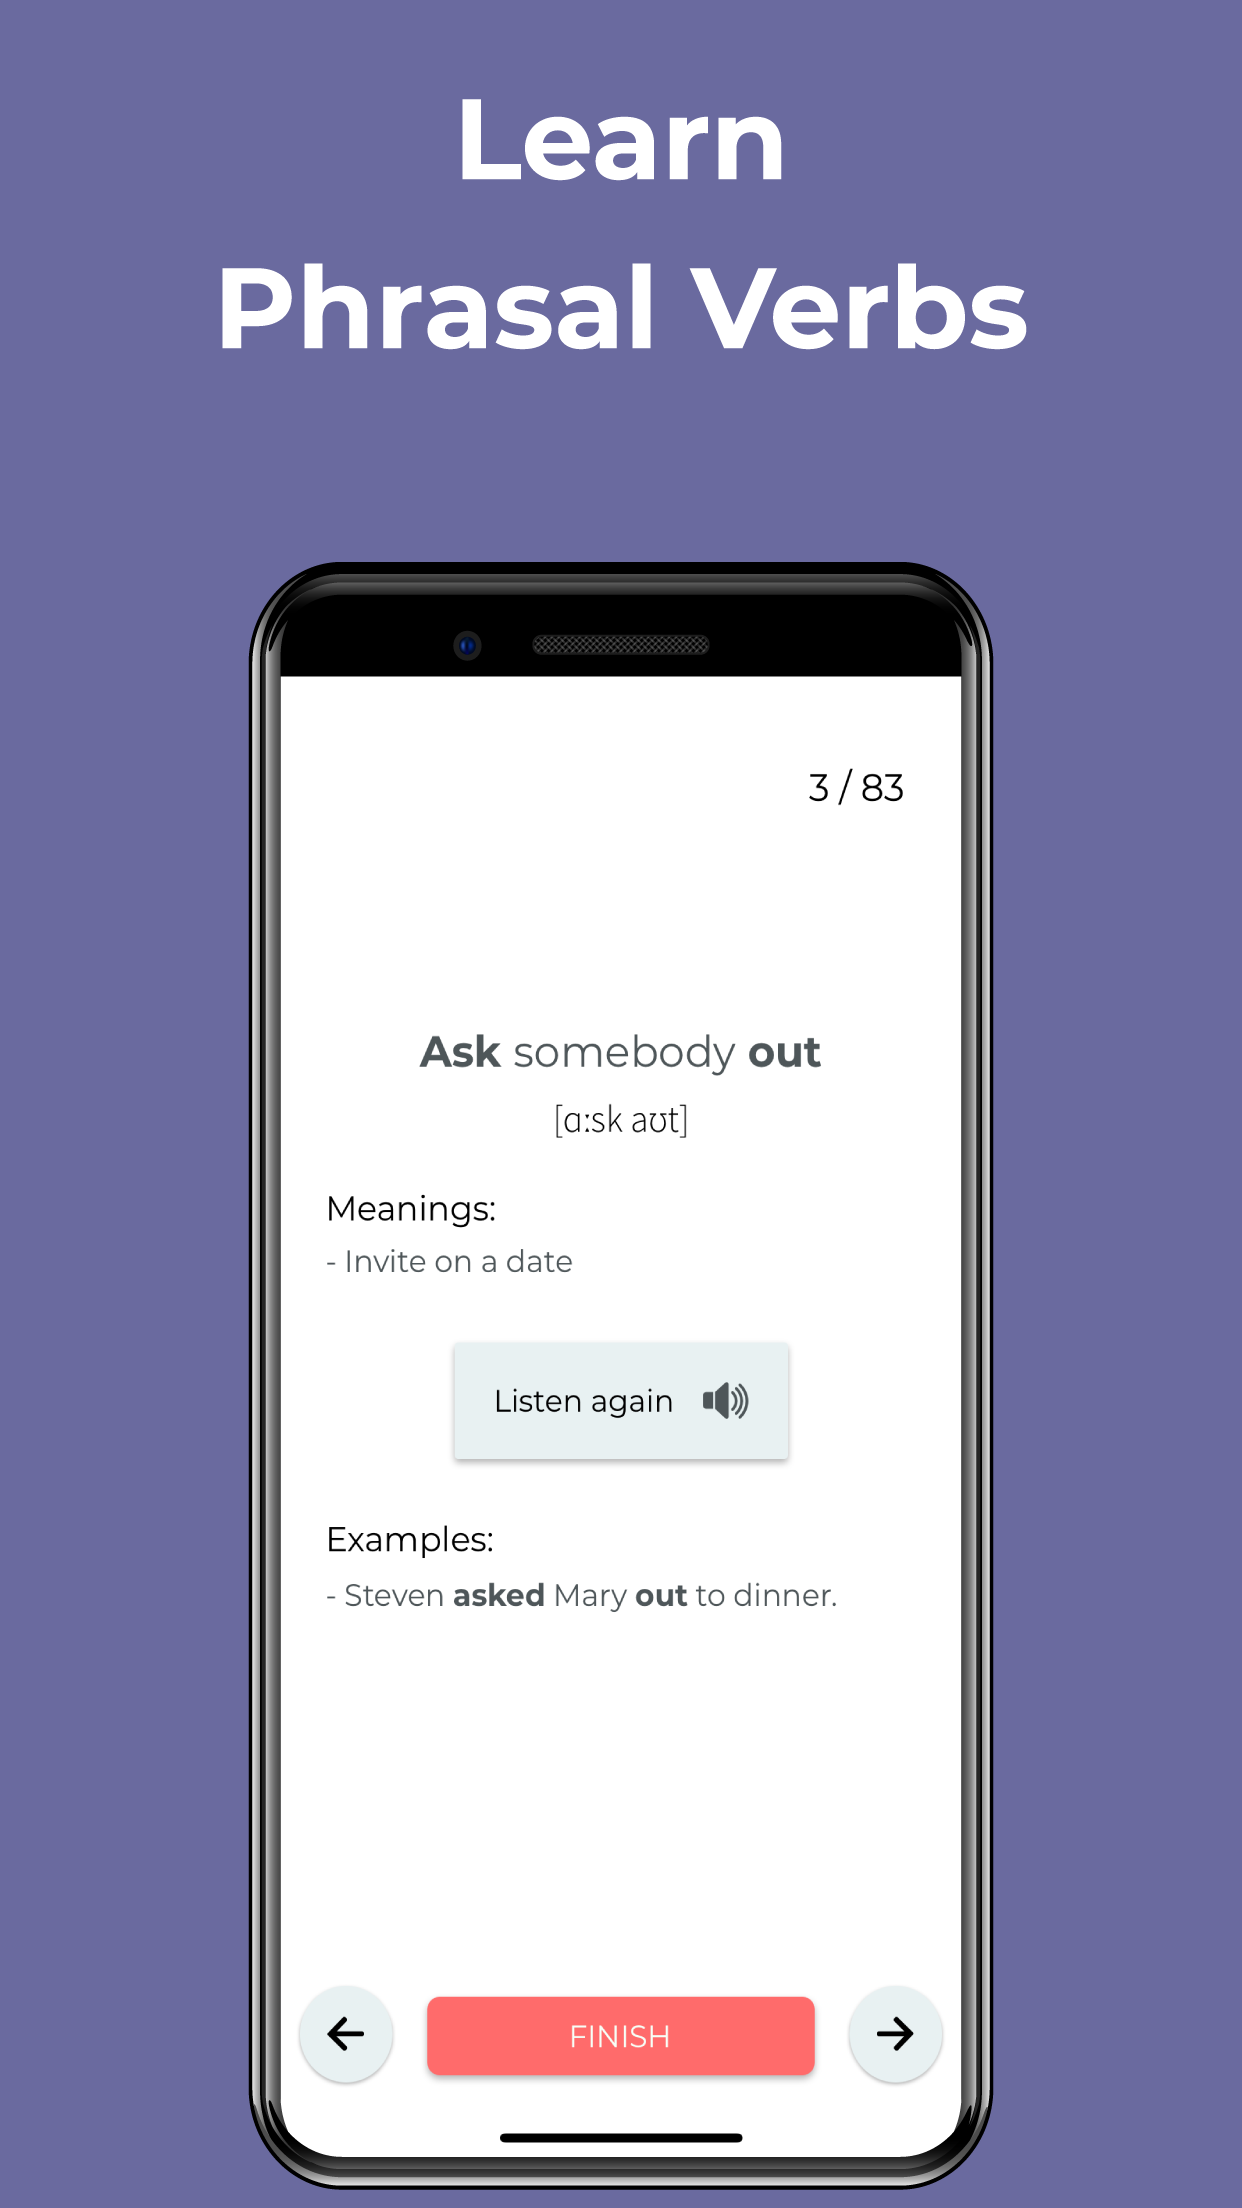 Learn
Phrasal Verbs
3 / 83
Ask somebody out
[ɑːsk aʊt]
Meanings:
- Invite on a date
Listen again
Examples:
- Steven asked Mary out to dinner.
FINISH